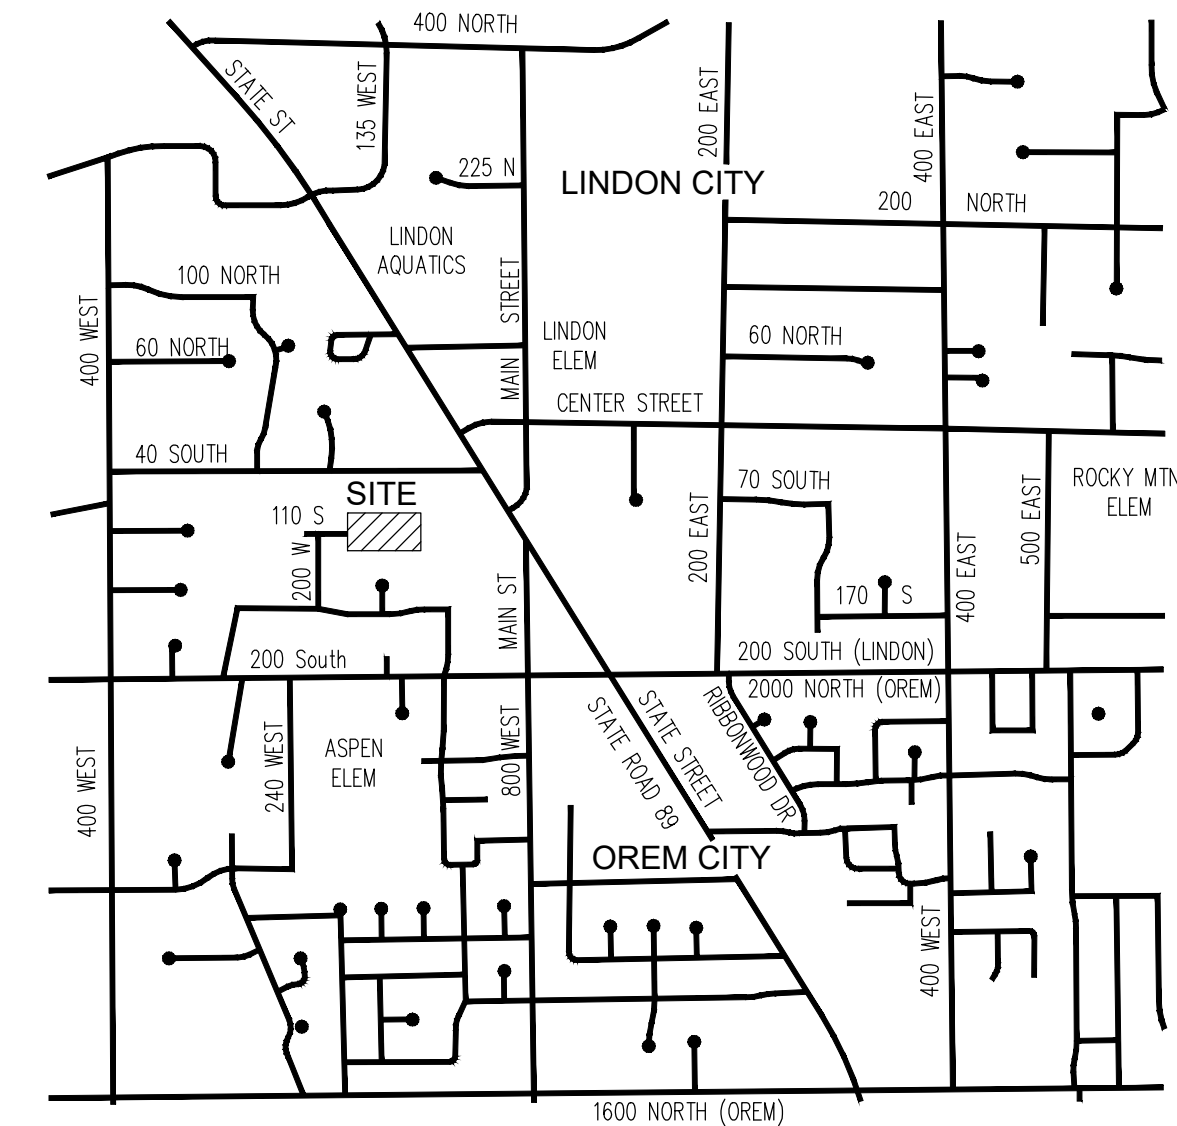 400 NORTH
STATE ST
135 WEST
200 EAST
400 EAST
225 N
LINDON CITY
200 NORTH
LINDON
AQUATICS
100 NORTH
MAIN STREET
400 WEST
60 NORTH
LINDON
ELEM
60 NORTH
CENTER STREET
40 SOUTH
SITE
70 SOUTH
ROCKY MTN
ELEM
110 S
200 W
200 EAST
500 EAST
400 EAST
MAIN ST
170 S
200 South
200 SOUTH (LINDON)
2000 NORTH (OREM)
RIBBONWOOD DR
STATE STREET
STATE ROAD 89
800 WEST
ASPEN
ELEM
240 WEST
400 WEST
OREM CITY
400 WEST
1600 NORTH (OREM)